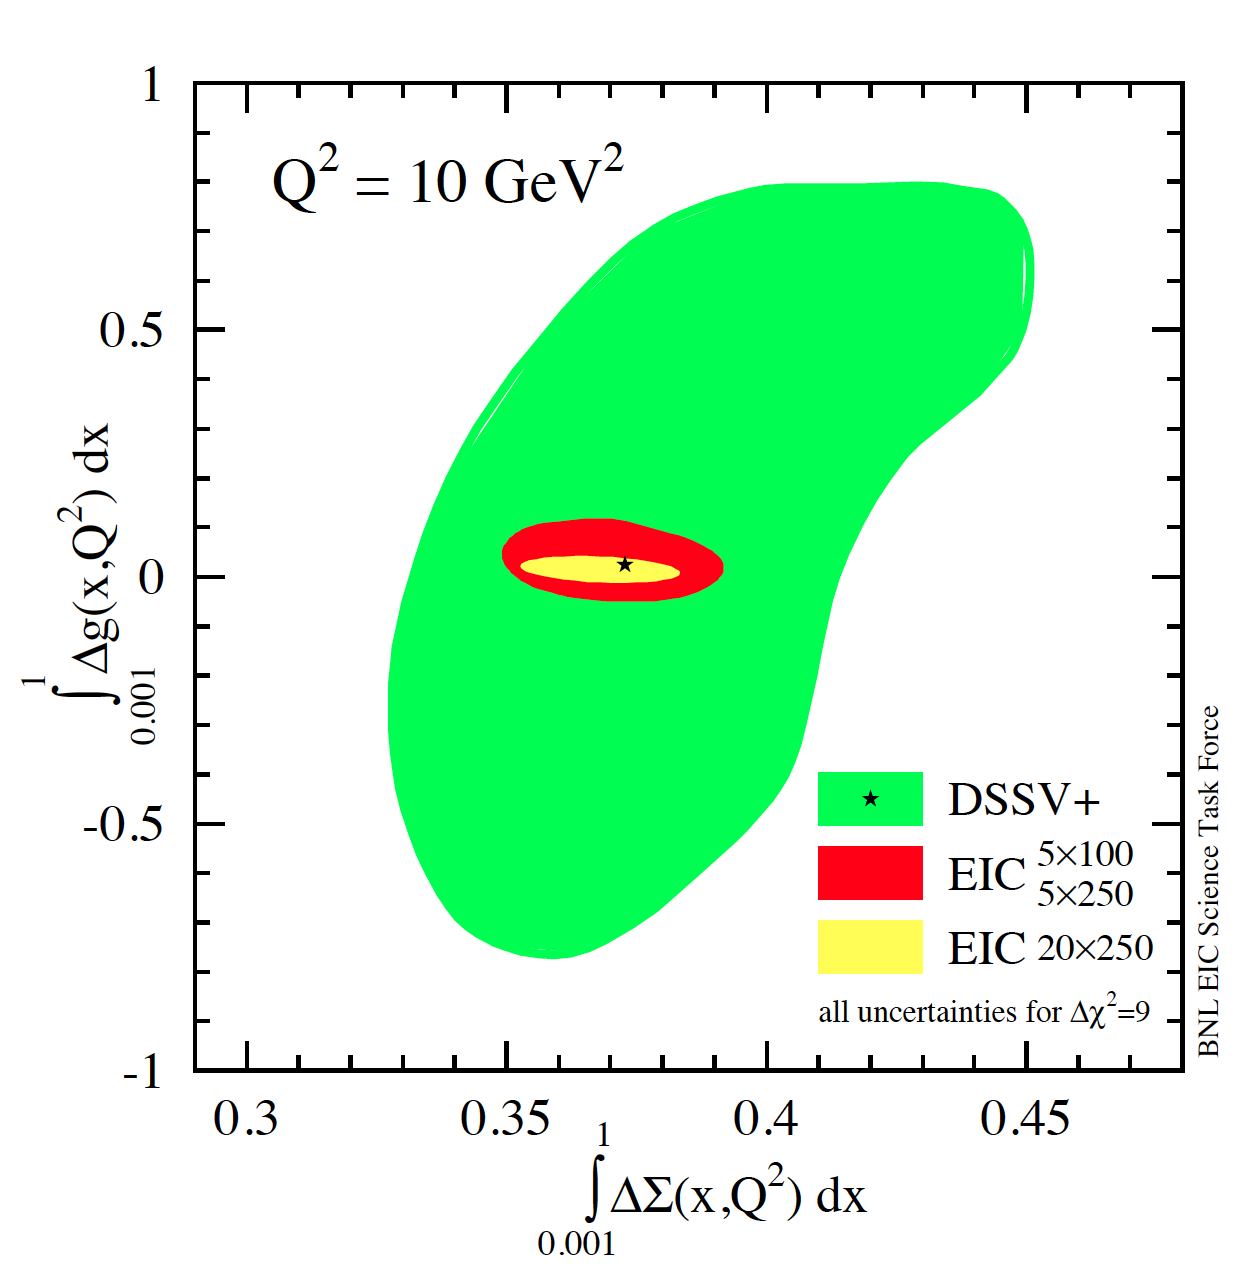 Q² = 10 GeV²
1
0.5
0
-0.5
-1
∫ 0.001 1 Δg(x,Q²) dx
DSSV+
EIC 5×100 5×250
EIC 20×250
all uncertainties for Δχ²=9
BNL EIC Science Task Force
0.3 0.35 0.4 0.45
∫ 0.001 1 ΔΣ(x,Q²) dx